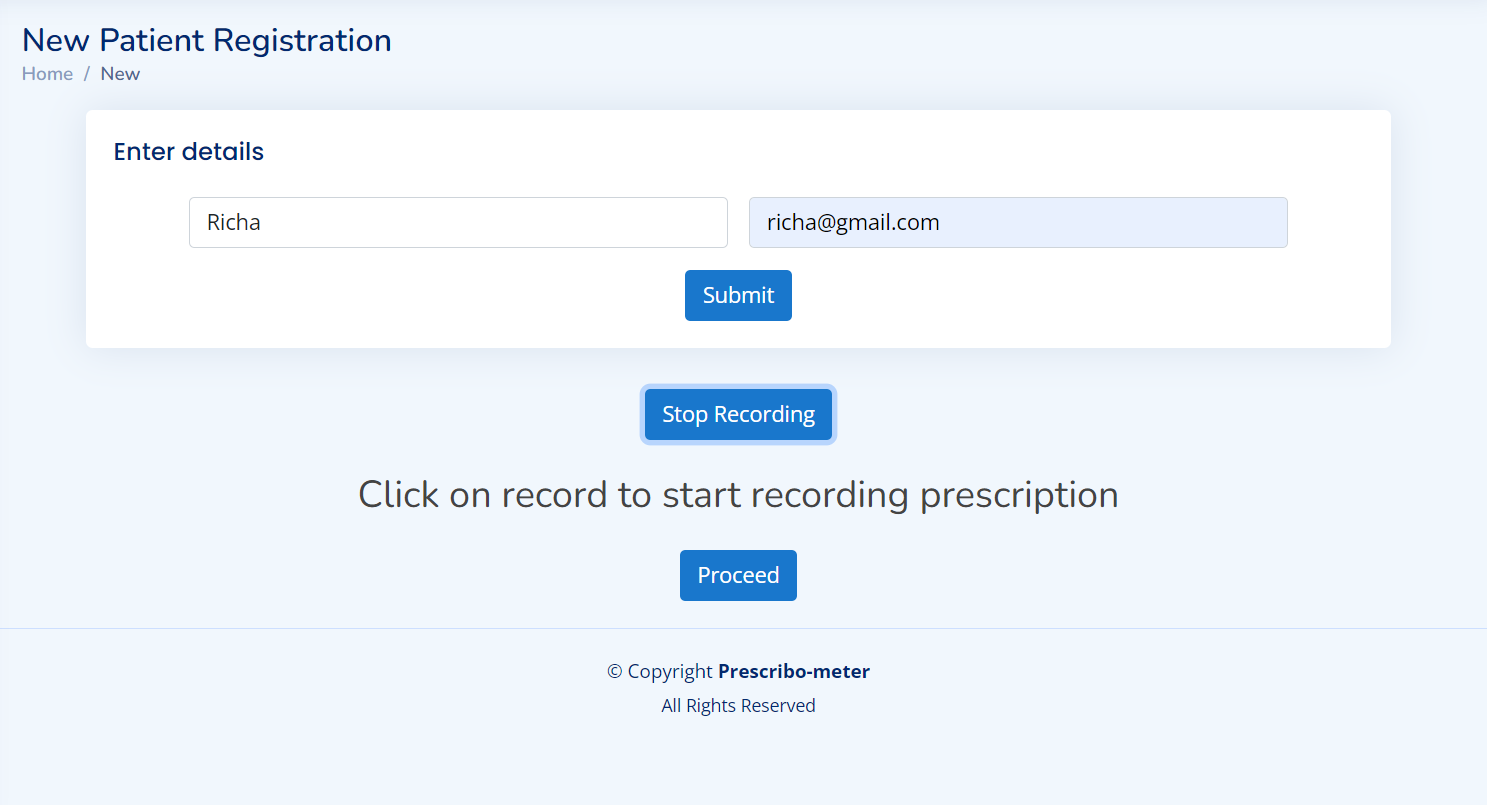 New Patient Registration
Home / New
Enter details
Richa richa@gmail.com
Submit
Stop Recording
Click on record to start recording prescription
Proceed
© Copyright Prescribo-meter
All Rights Reserved